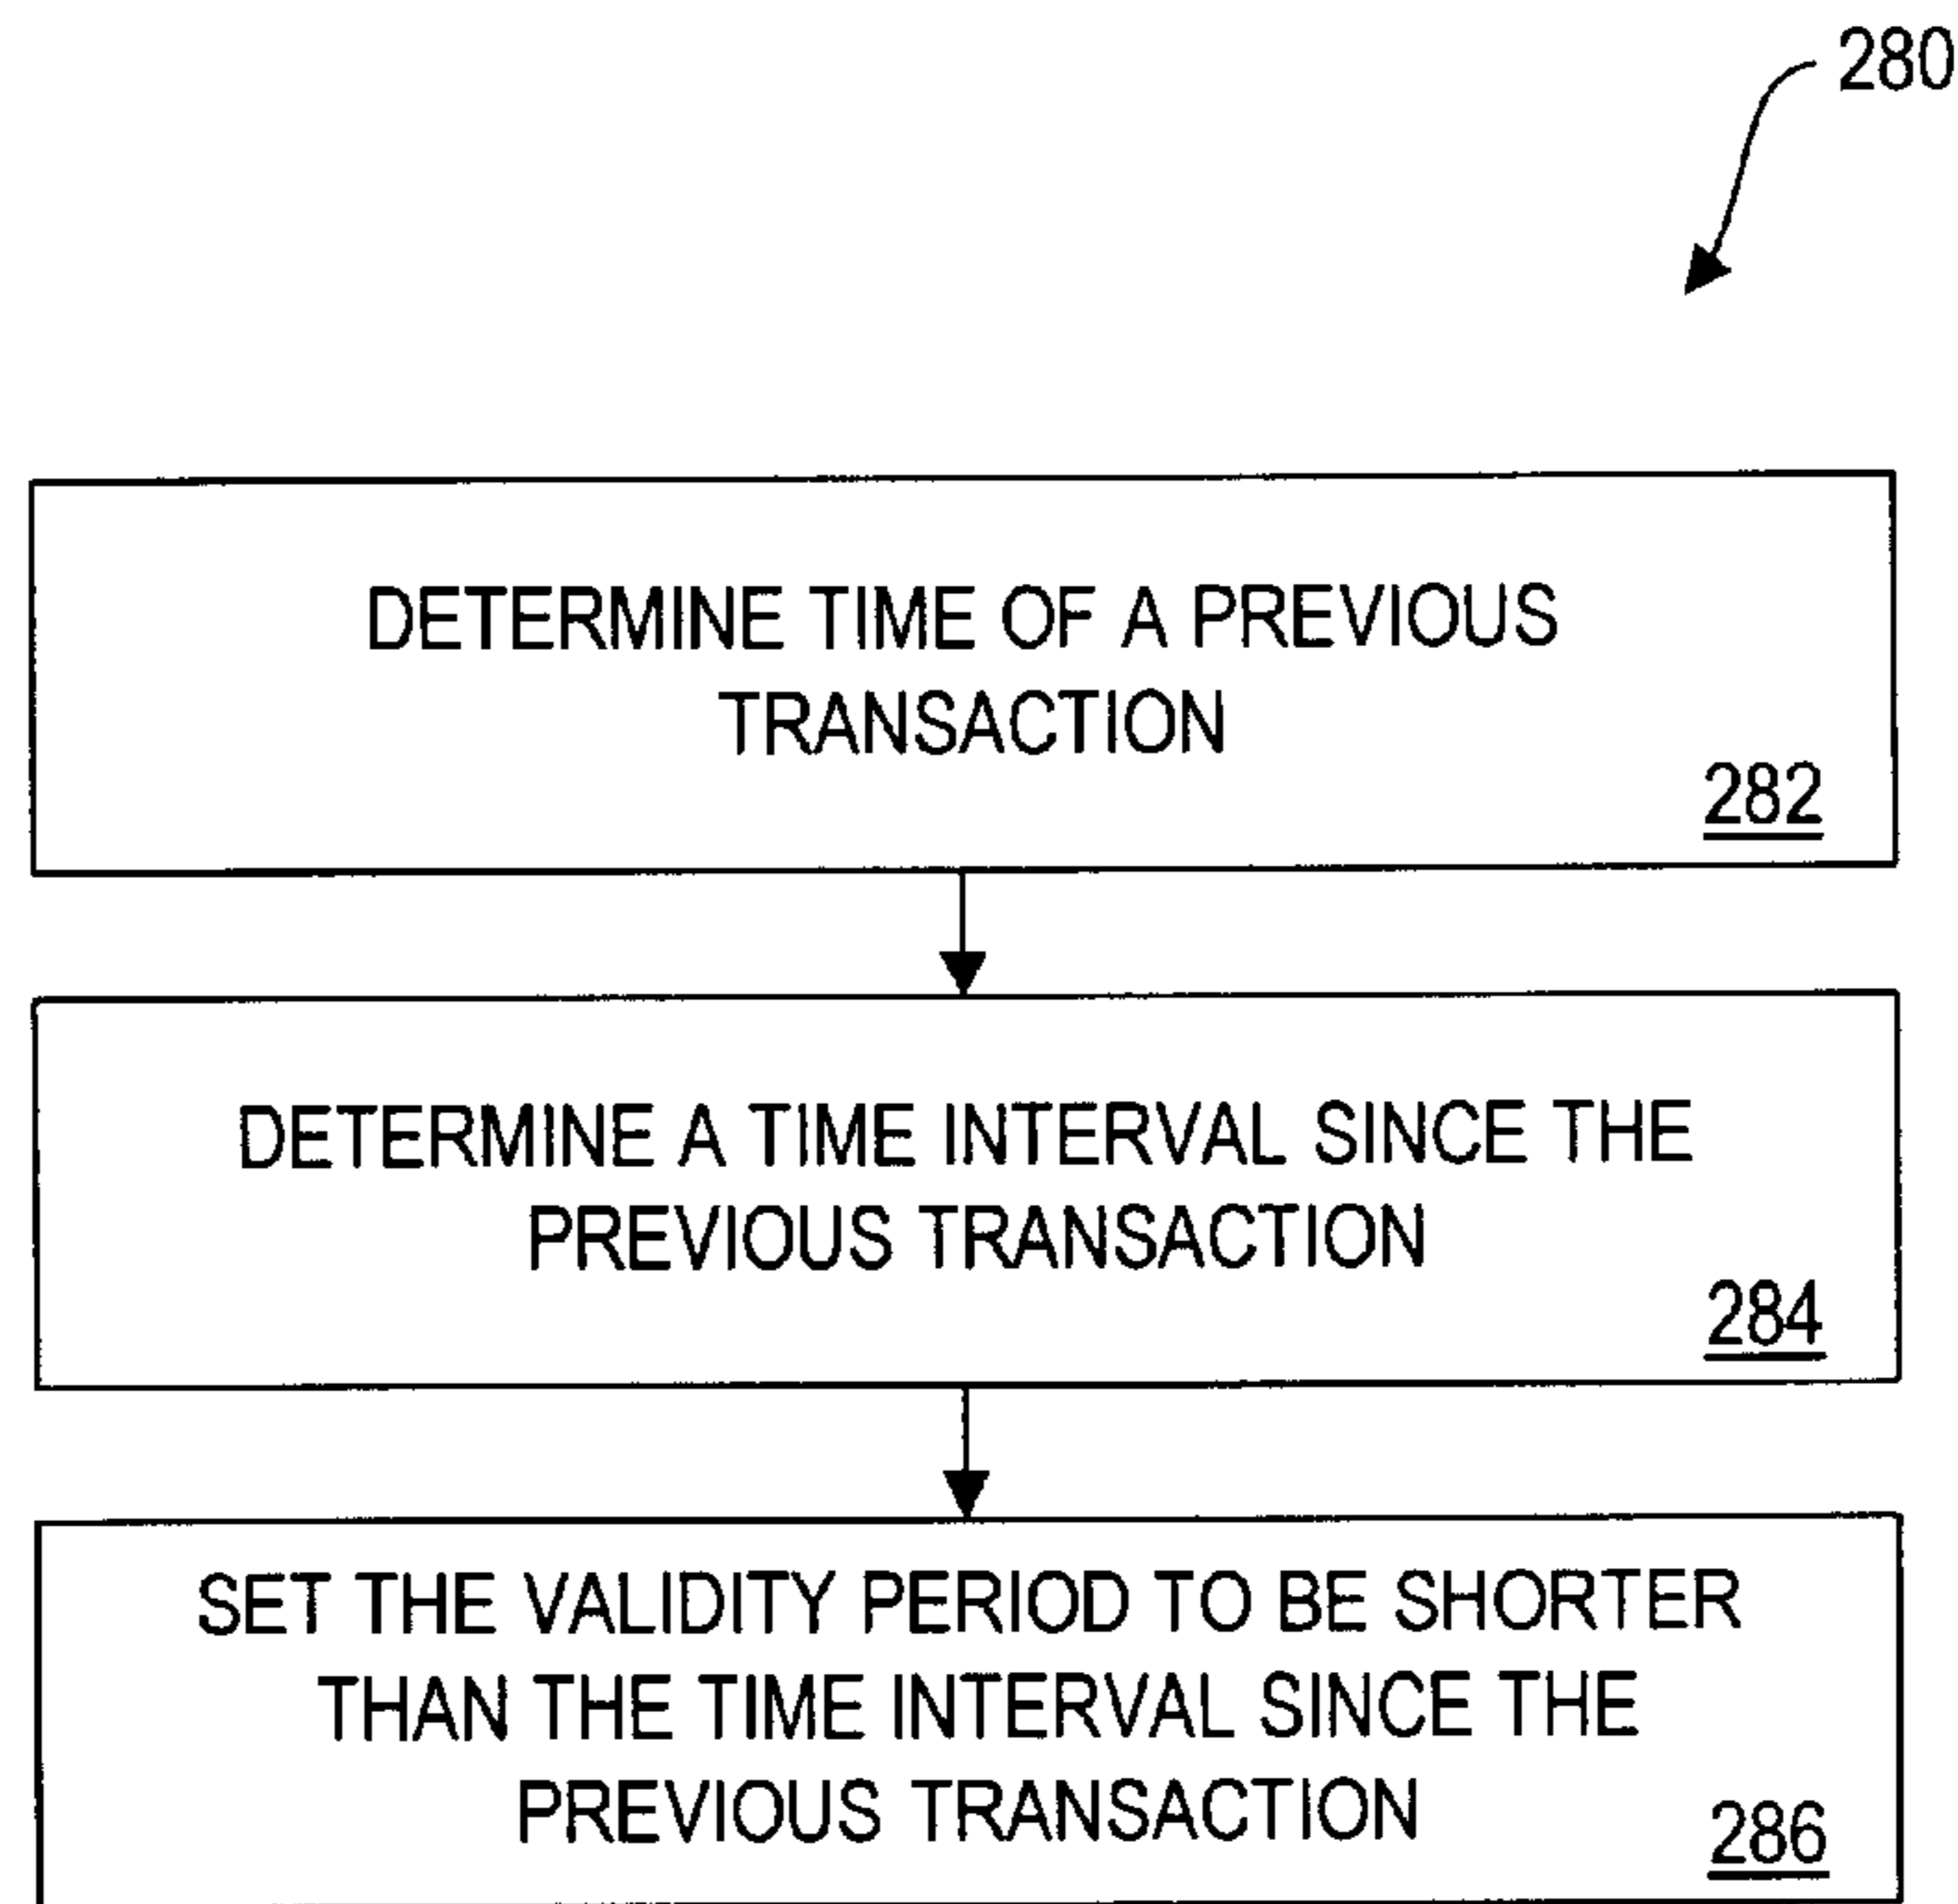 280
DETERMINE TIME OF A PREVIOUS
TRANSACTION
282
DETERMINE A TIME INTERVAL SINCE THE
PREVIOUS TRANSACTION
284
SET THE VALIDITY PERIOD TO BE SHORTER
THAN THE TIME INTERVAL SINCE THE
PREVIOUS TRANSACTION
286